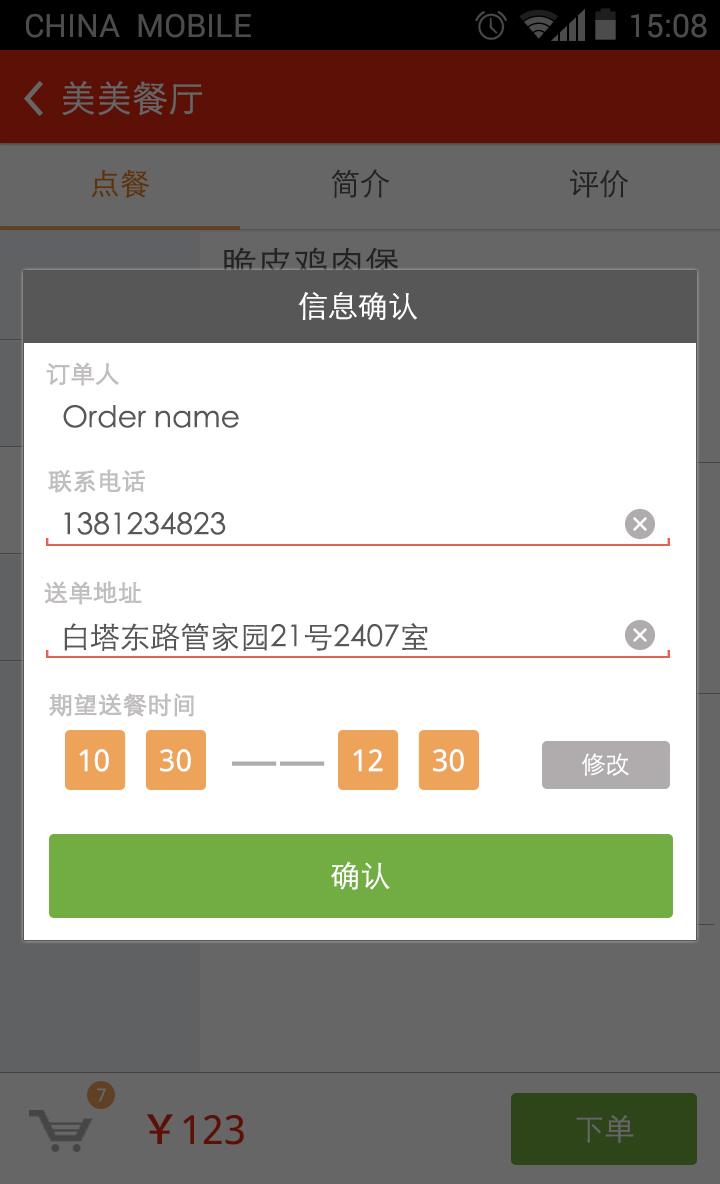 CHINA MOBILE 15:08
美美餐厅
点餐 简介 评价
脆皮鸡肉堡
信息确认
订单人
Order name
联系电话
1381234823
送单地址
白塔东路管家园21号2407室
期望送餐时间
10 30 —— 12 30 修改
确认
7
¥123 下单